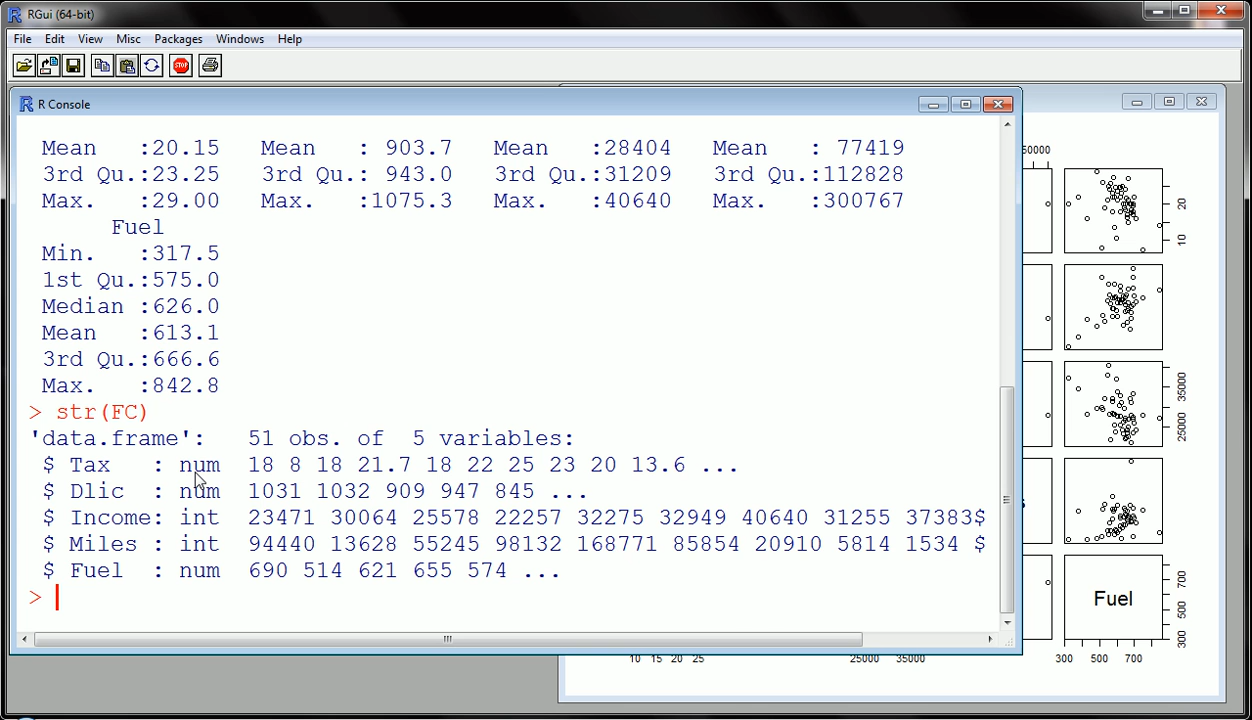 RGui (64-bit)
File Edit View Misc Packages Windows Help
STOP
R Console
Mean :20.15 Mean : 903.7 Mean :28404 Mean : 77419
3rd Qu.:23.25 3rd Qu.: 943.0 3rd Qu.:31209 3rd Qu.:112828
Max. :29.00 Max. :1075.3 Max. :40640 Max. :300767
Fuel
Min. :317.5
1st Qu.:575.0
Median :626.0
Mean :613.1
3rd Qu.:666.6
Max. :842.8
> str(FC)
'data.frame': 51 obs. of 5 variables:
$ Tax : num 18 8 18 21.7 18 22 25 23 20 13.6 ...
$ Dlic : num 1031 1032 909 947 845 ...
$ Income: int 23471 30064 25578 22257 32275 32949 40640 31255 37383$
$ Miles : int 94440 13628 55245 98132 168771 85854 20910 5814 1534 $
$ Fuel : num 690 514 621 655 574 ...
>
20
10
35000
25000
Fuel
700
500
300
10 15 20 25 25000 35000 300 500 700